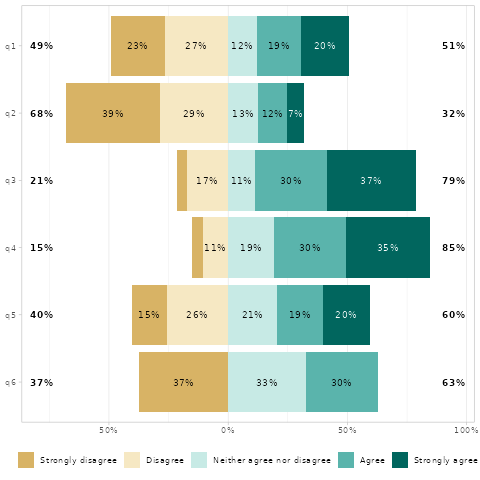 q1 49% 23% 27% 12% 19% 20% 51%
q2 68% 39% 29% 13% 12% 7% 32%
q3 21% 17% 11% 30% 37% 79%
q4 15% 11% 19% 30% 35% 85%
q5 40% 15% 26% 21% 19% 20% 60%
q6 37% 37% 33% 30% 63%
50% 0% 50% 100%
Strongly disagree Disagree Neither agree nor disagree Agree Strongly agree